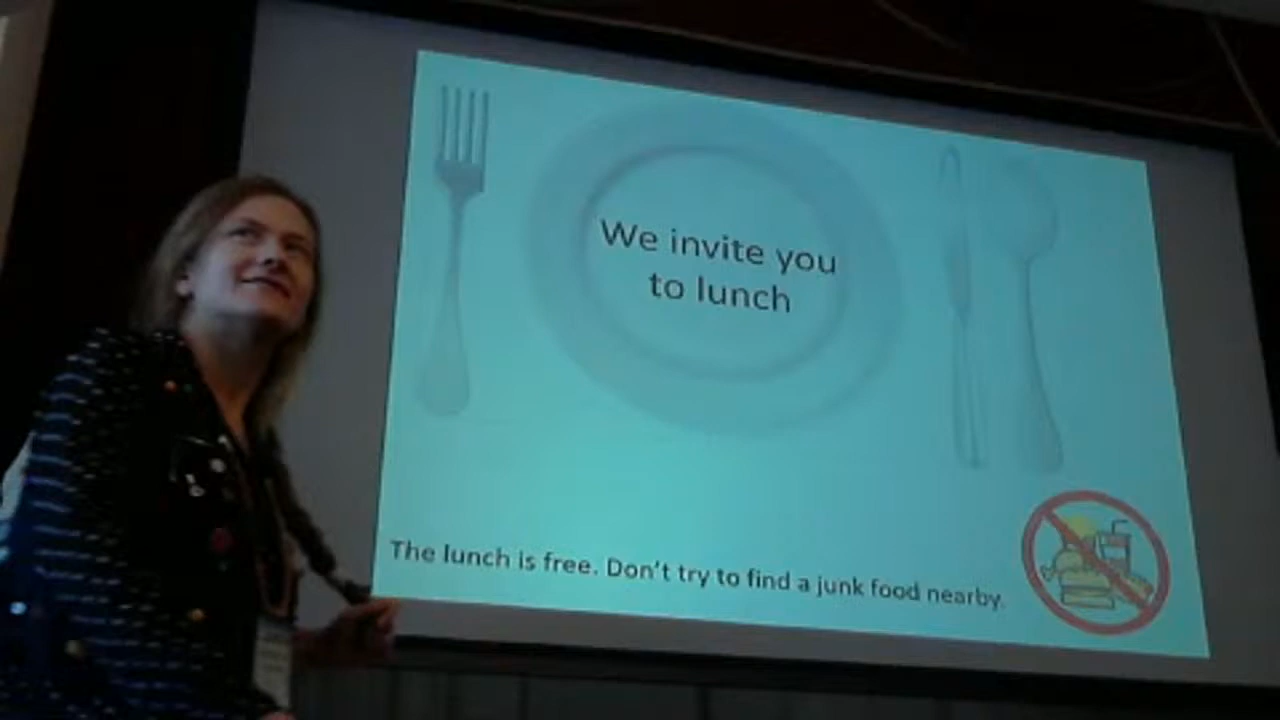 We invite you
to lunch
The lunch is free. Don't try to find a junk food nearby.